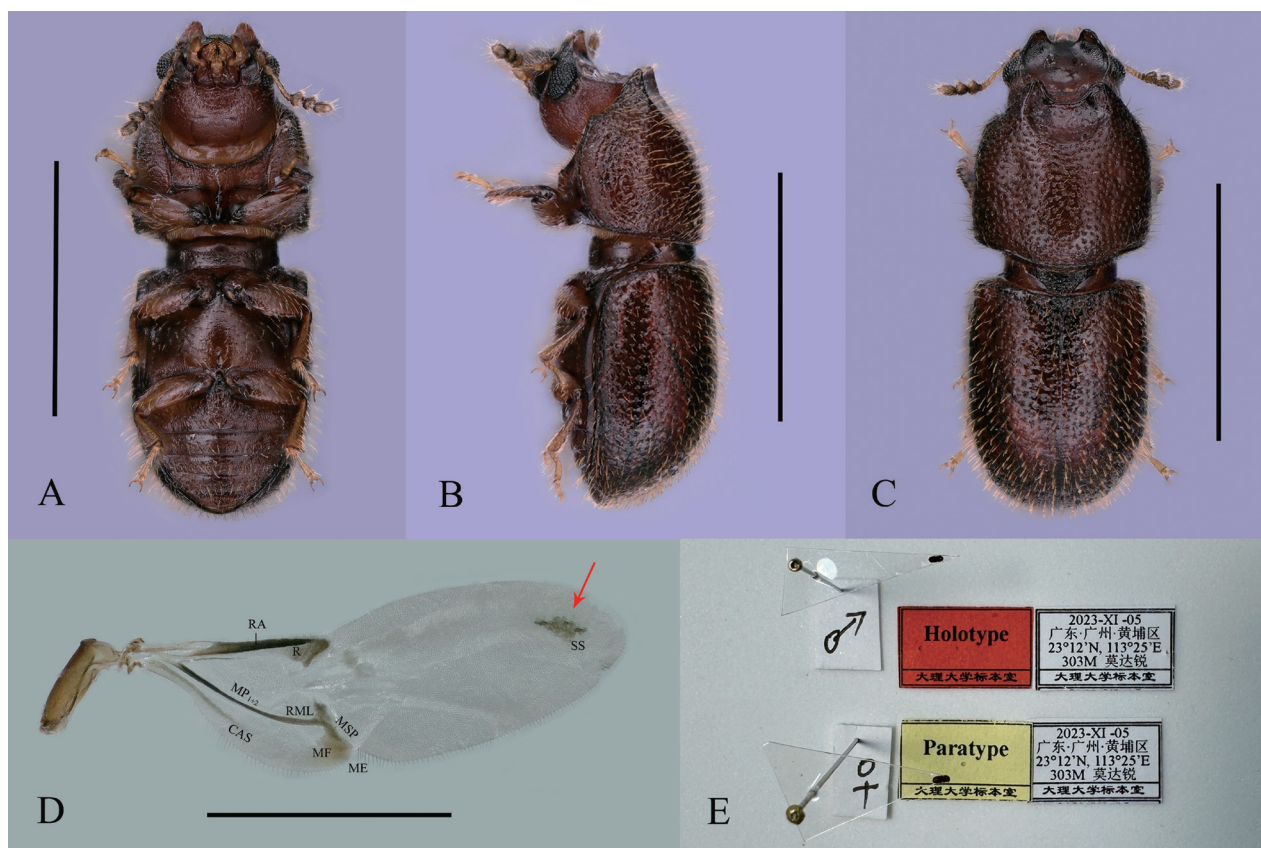 A
B
C
RA
R
SS
MP1+2
RML
MSP
CAS
MF
ME
D
♂
Holotype
大理大学标本室
2023-XI -05
广东·广州·黄埔区
23°12'N, 113°25'E
303M 莫达锐
大理大学标本室
♀
Paratype
大理大学标本室
2023-XI -05
广东·广州·黄埔区
23°12'N, 113°25'E
303M 莫达锐
大理大学标本室
E